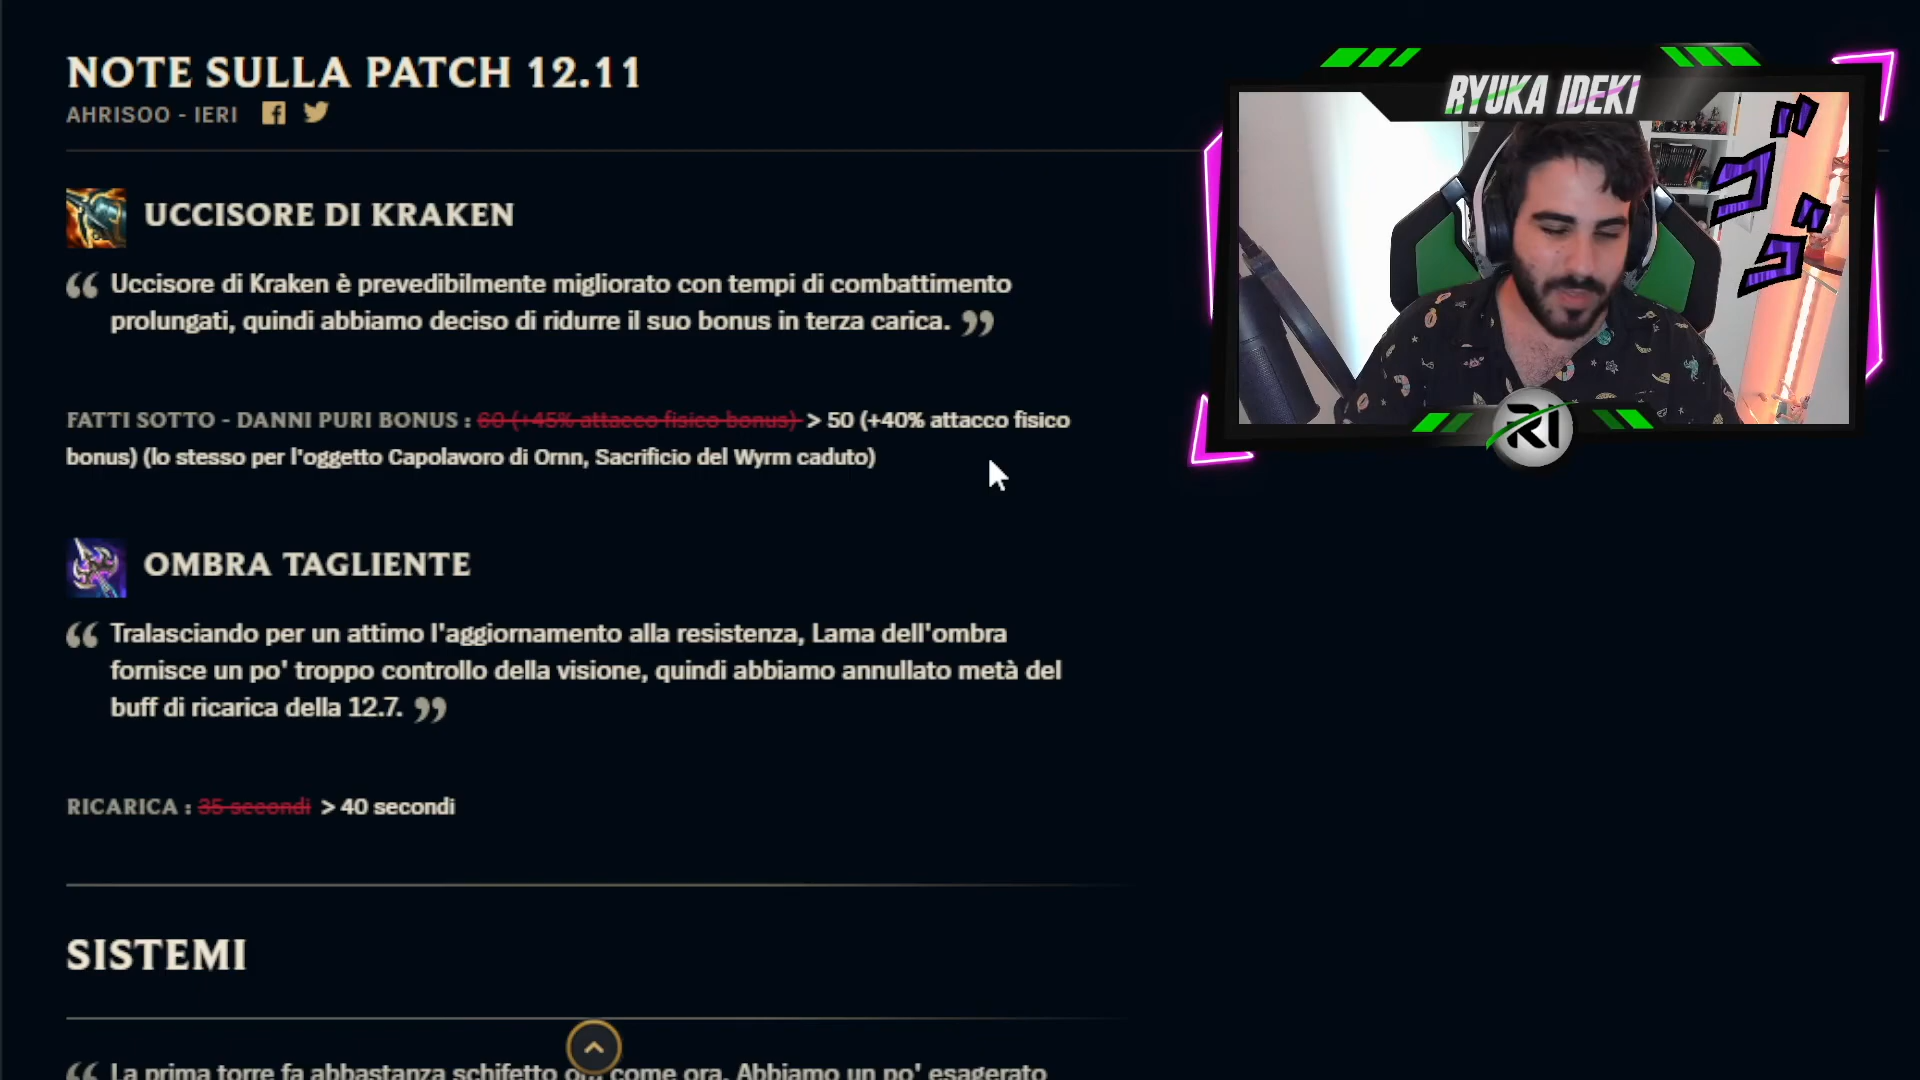 NOTE SULLA PATCH 12.11
AHRISOO - IERI
RYUKA IDEKI
UCCISORE DI KRAKEN
Uccisore di Kraken è prevedibilmente migliorato con tempi di combattimento
prolungati, quindi abbiamo deciso di ridurre il suo bonus in terza carica.
RI
FATTI SOTTO - DANNI PURI BONUS : 60 (+45% attacco fisico bonus) > 50 (+40% attacco fisico
bonus) (lo stesso per l'oggetto Capolavoro di Ornn, Sacrificio del Wyrm caduto)
OMBRA TAGLIENTE
Tralasciando per un attimo l'aggiornamento alla resistenza, Lama dell'ombra
fornisce un po' troppo controllo della visione, quindi abbiamo annullato metà del
buff di ricarica della 12.7.
RICARICA : 35 secondi > 40 secondi
SISTEMI
La prima torre fa abbastanza schifetto come ora. Abbiamo un po' esagerato